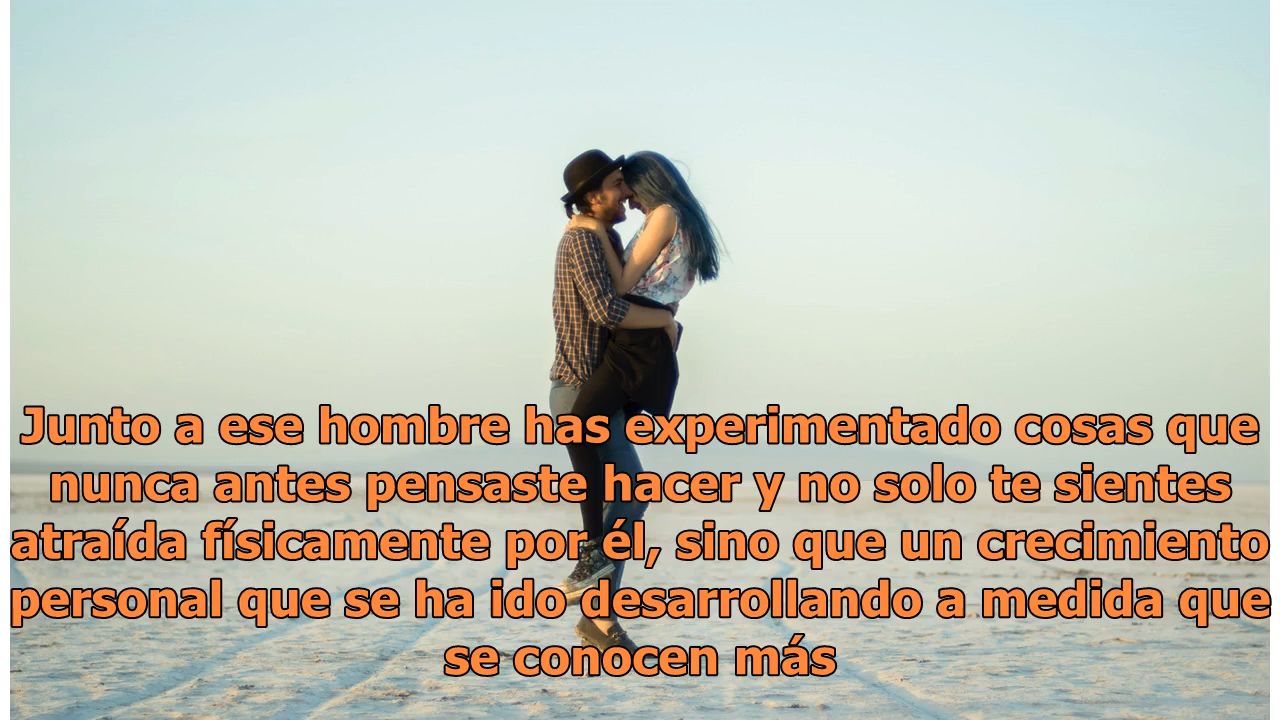 Junto a ese hombre has experimentado cosas que
nunca antes pensaste hacer y no solo te sientes
atraída físicamente por él, sino que un crecimiento
personal que se ha ido desarrollando a medida que
se conocen más